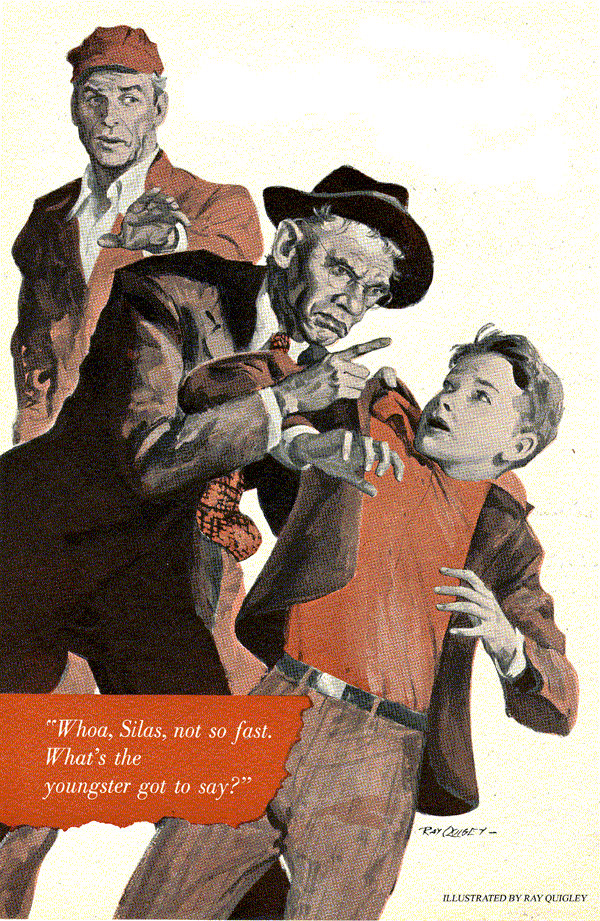 “Whoa, Silas, not so fast.
What’s the
youngster got to say?”
RAY QUIGLEY
ILLUSTRATED BY RAY QUIGLEY